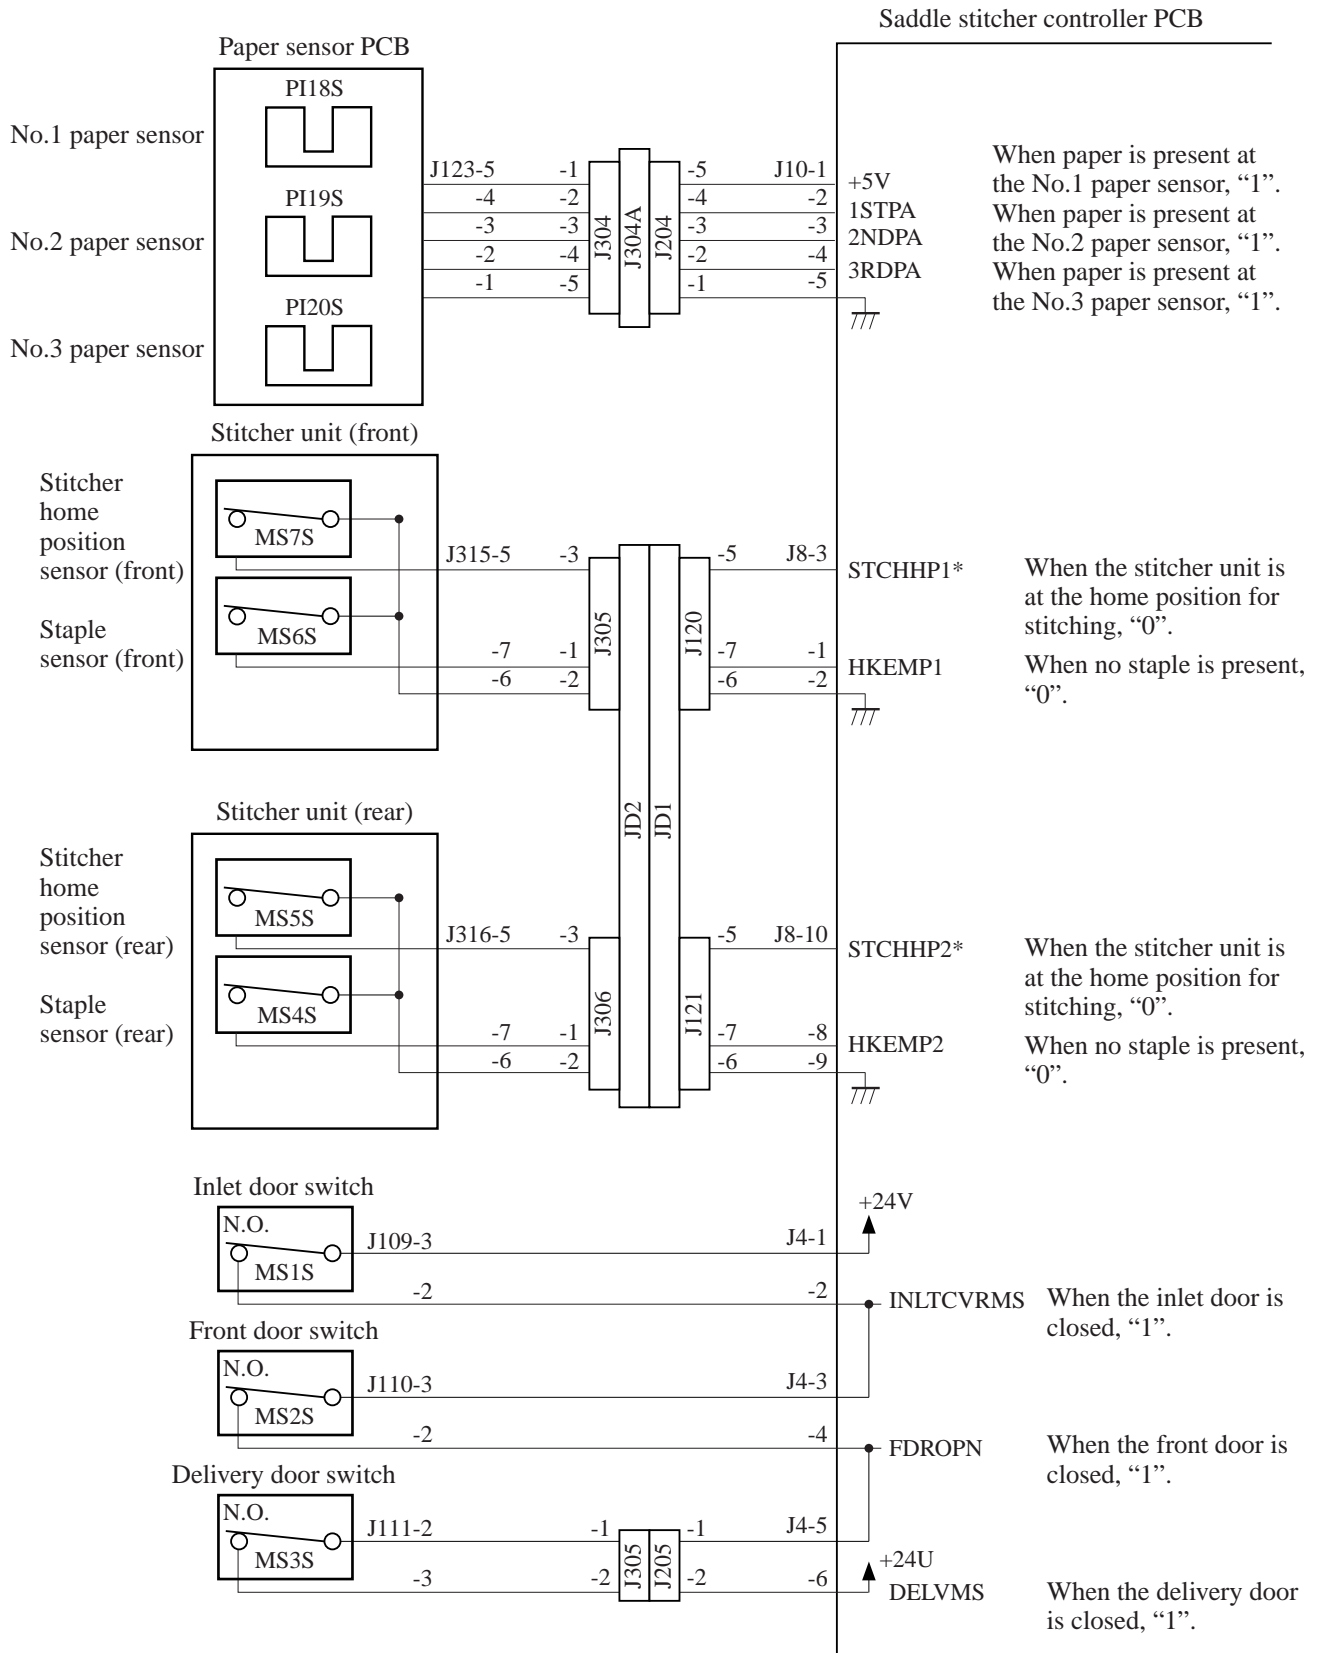 Saddle stitcher controller PCB
Paper sensor PCB
PI18S
No.1 paper sensor
PI19S
No.2 paper sensor
PI20S
No.3 paper sensor
J123-5
-4
-3
-2
-1
-1
-2
-3
-4
-5
J304
J304A
J204
-5
-4
-3
-2
-1
J10-1
-2
-3
-4
-5
+5V
1STPA
2NDPA
3RDPA
When paper is present at
the No.1 paper sensor, “1”.
When paper is present at
the No.2 paper sensor, “1”.
When paper is present at
the No.3 paper sensor, “1”.
Stitcher unit (front)
Stitcher
home
position
sensor (front)
MS7S
Staple
sensor (front)
MS6S
J315-5
-7
-6
-3
-1
-2
J305
J120
-5
-7
-6
J8-3
-1
-2
STCHHP1*
When the stitcher unit is
at the home position for
stitching, “0”.
HKEMP1
When no staple is present,
“0”.
JD2
JD1
Stitcher unit (rear)
Stitcher
home
position
sensor (rear)
MS5S
Staple
sensor (rear)
MS4S
J316-5
-7
-6
-3
-1
-2
J306
J121
-5
-7
-6
J8-10
-8
-9
STCHHP2*
When the stitcher unit is
at the home position for
stitching, “0”.
HKEMP2
When no staple is present,
“0”.
Inlet door switch
N.O.
MS1S
J109-3
-2
J4-1
-2
+24V
INLTCVRMS
When the inlet door is
closed, “1”.
Front door switch
N.O.
MS2S
J110-3
-2
J4-3
-4
FDROPN
When the front door is
closed, “1”.
Delivery door switch
N.O.
MS3S
J111-2
-3
-1
-2
J305
J205
-1
-2
J4-5
-6
+24U
DELVMS
When the delivery door
is closed, “1”.